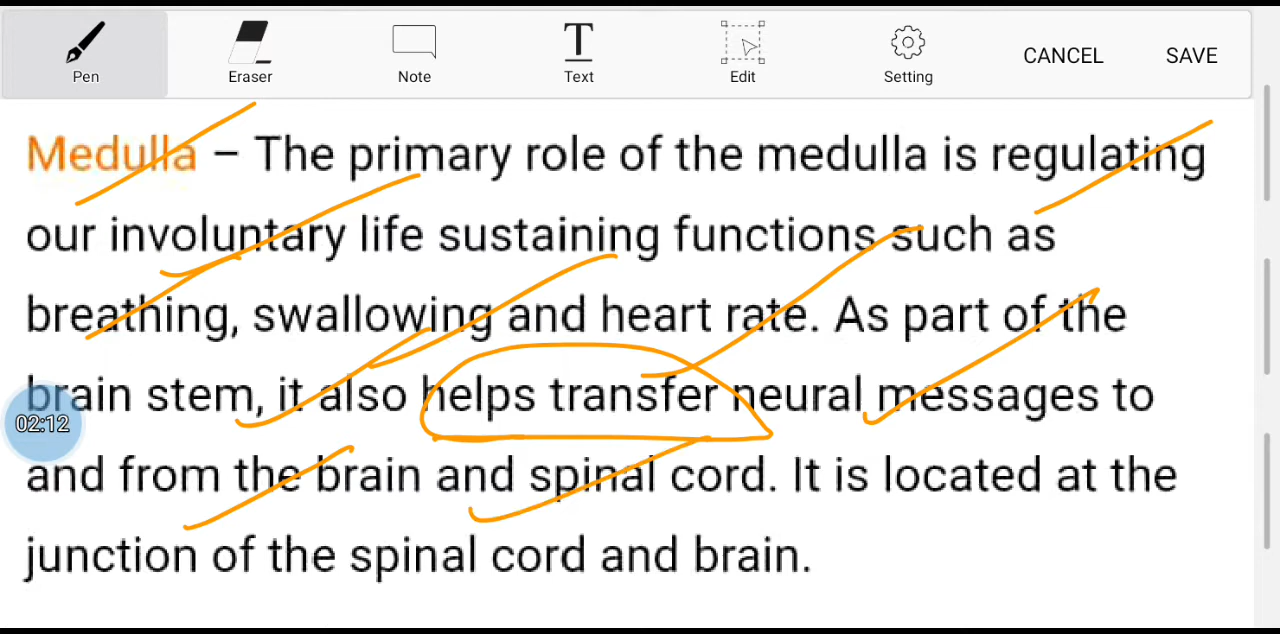 Pen Eraser Note Text Edit Setting CANCEL SAVE
Medulla – The primary role of the medulla is regulating
our involuntary life sustaining functions such as
breathing, swallowing and heart rate. As part of the
brain stem, it also helps transfer neural messages to
02:12
and from the brain and spinal cord. It is located at the
junction of the spinal cord and brain.